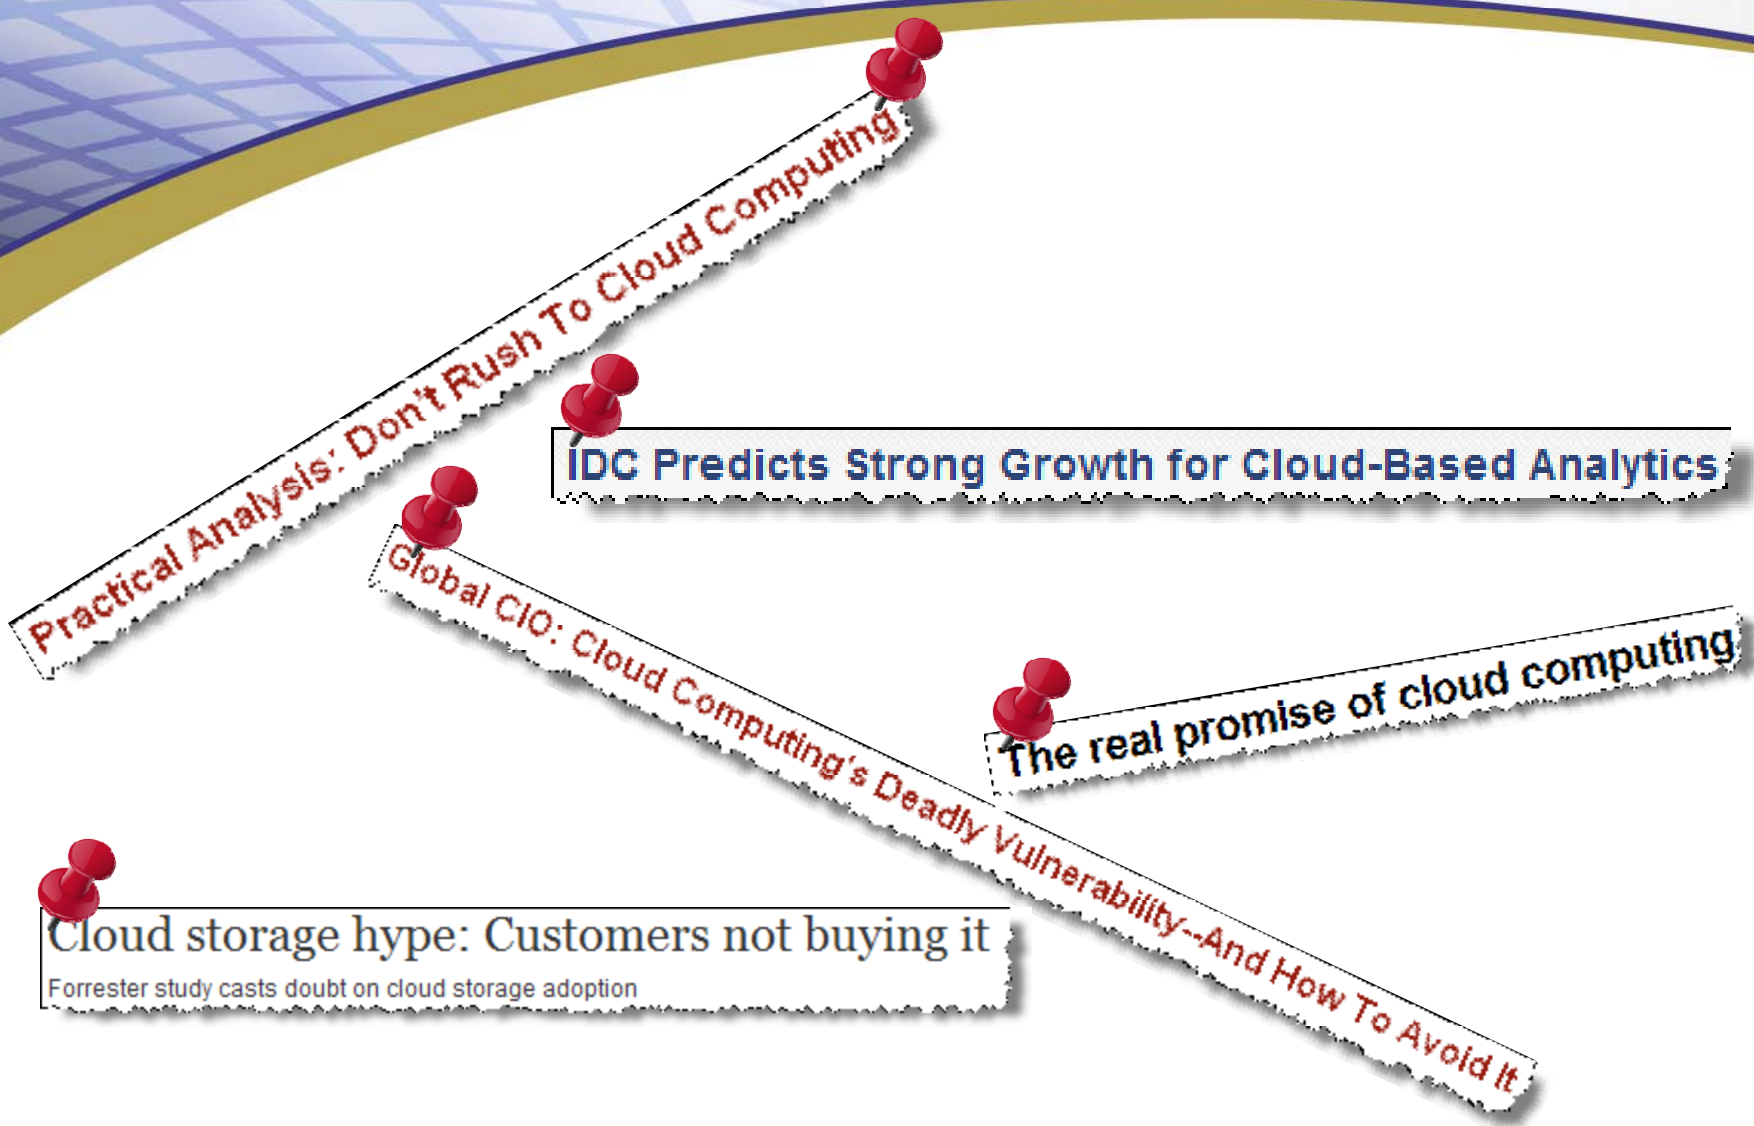 Practical Analysis: Don't Rush To Cloud Computing
IDC Predicts Strong Growth for Cloud-Based Analytics
Global CIO: Cloud Computing's Deadly Vulnerability--And How To Avoid It
The real promise of cloud computing
Cloud storage hype: Customers not buying it
Forrester study casts doubt on cloud storage adoption